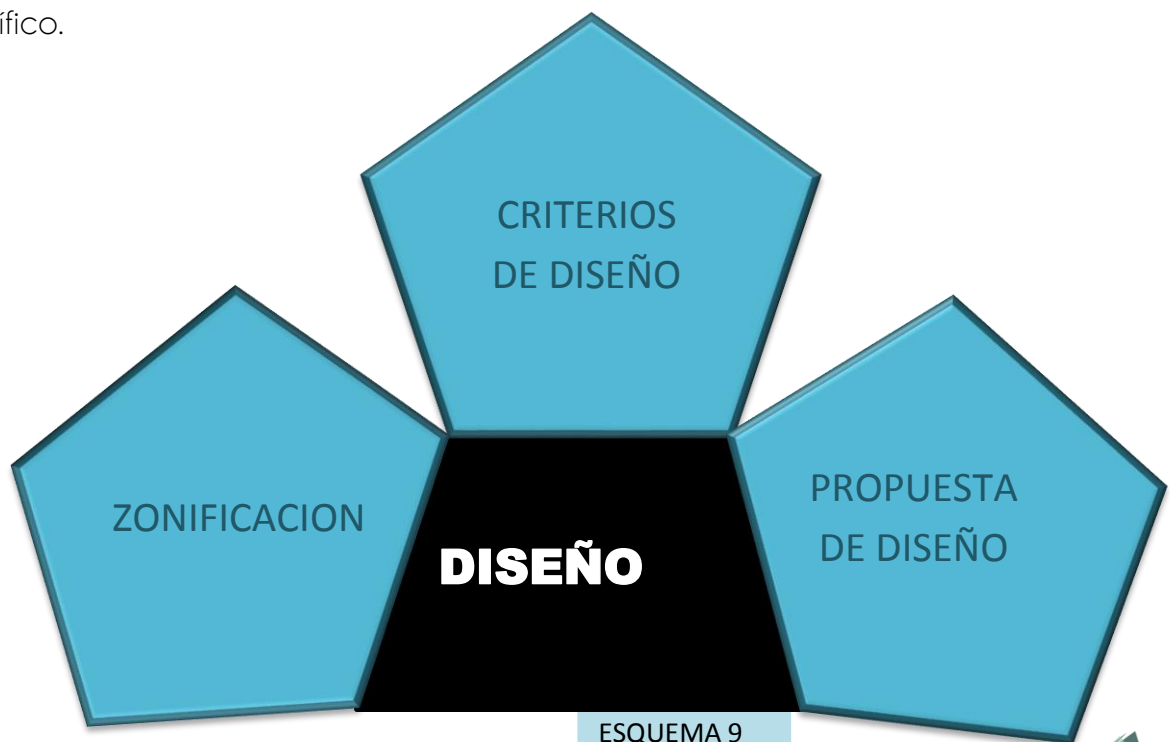 ífico.
CRITERIOS
DE DISEÑO
ZONIFICACION
PROPUESTA
DE DISEÑO
DISEÑO
ESQUEMA 9